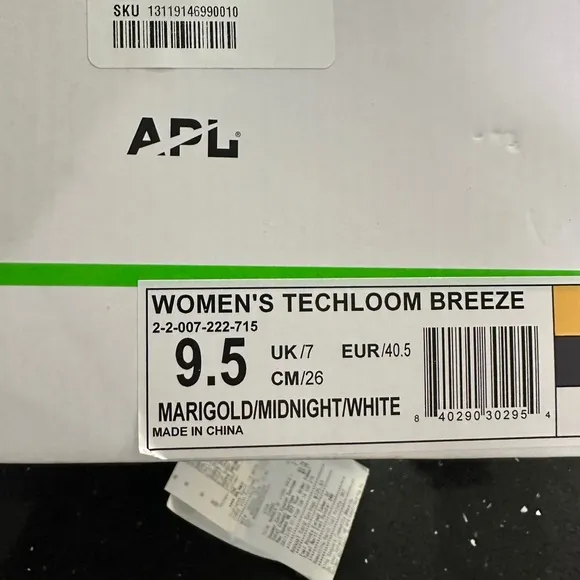 SKU 13119146990010
APL®
WOMEN'S TECHLOOM BREEZE
2-2-007-222-715
9.5 UK/7 EUR/40.5
CM/26
MARIGOLD/MIDNIGHT/WHITE
8 40290 30295 4
MADE IN CHINA